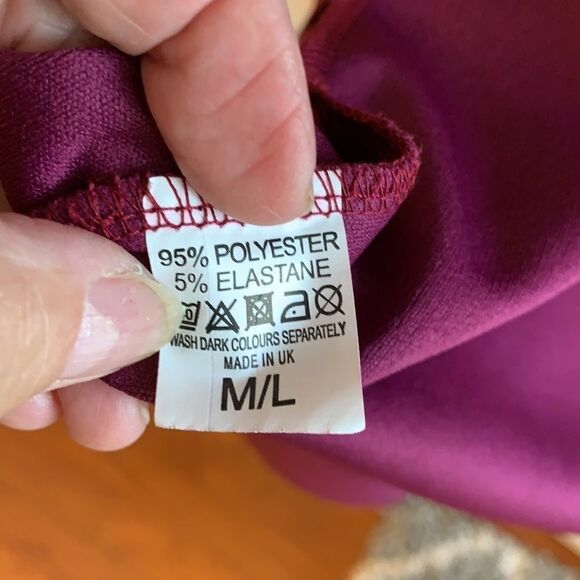 95% POLYESTER
5% ELASTANE
WASH DARK COLOURS SEPARATELY
MADE IN UK
M/L